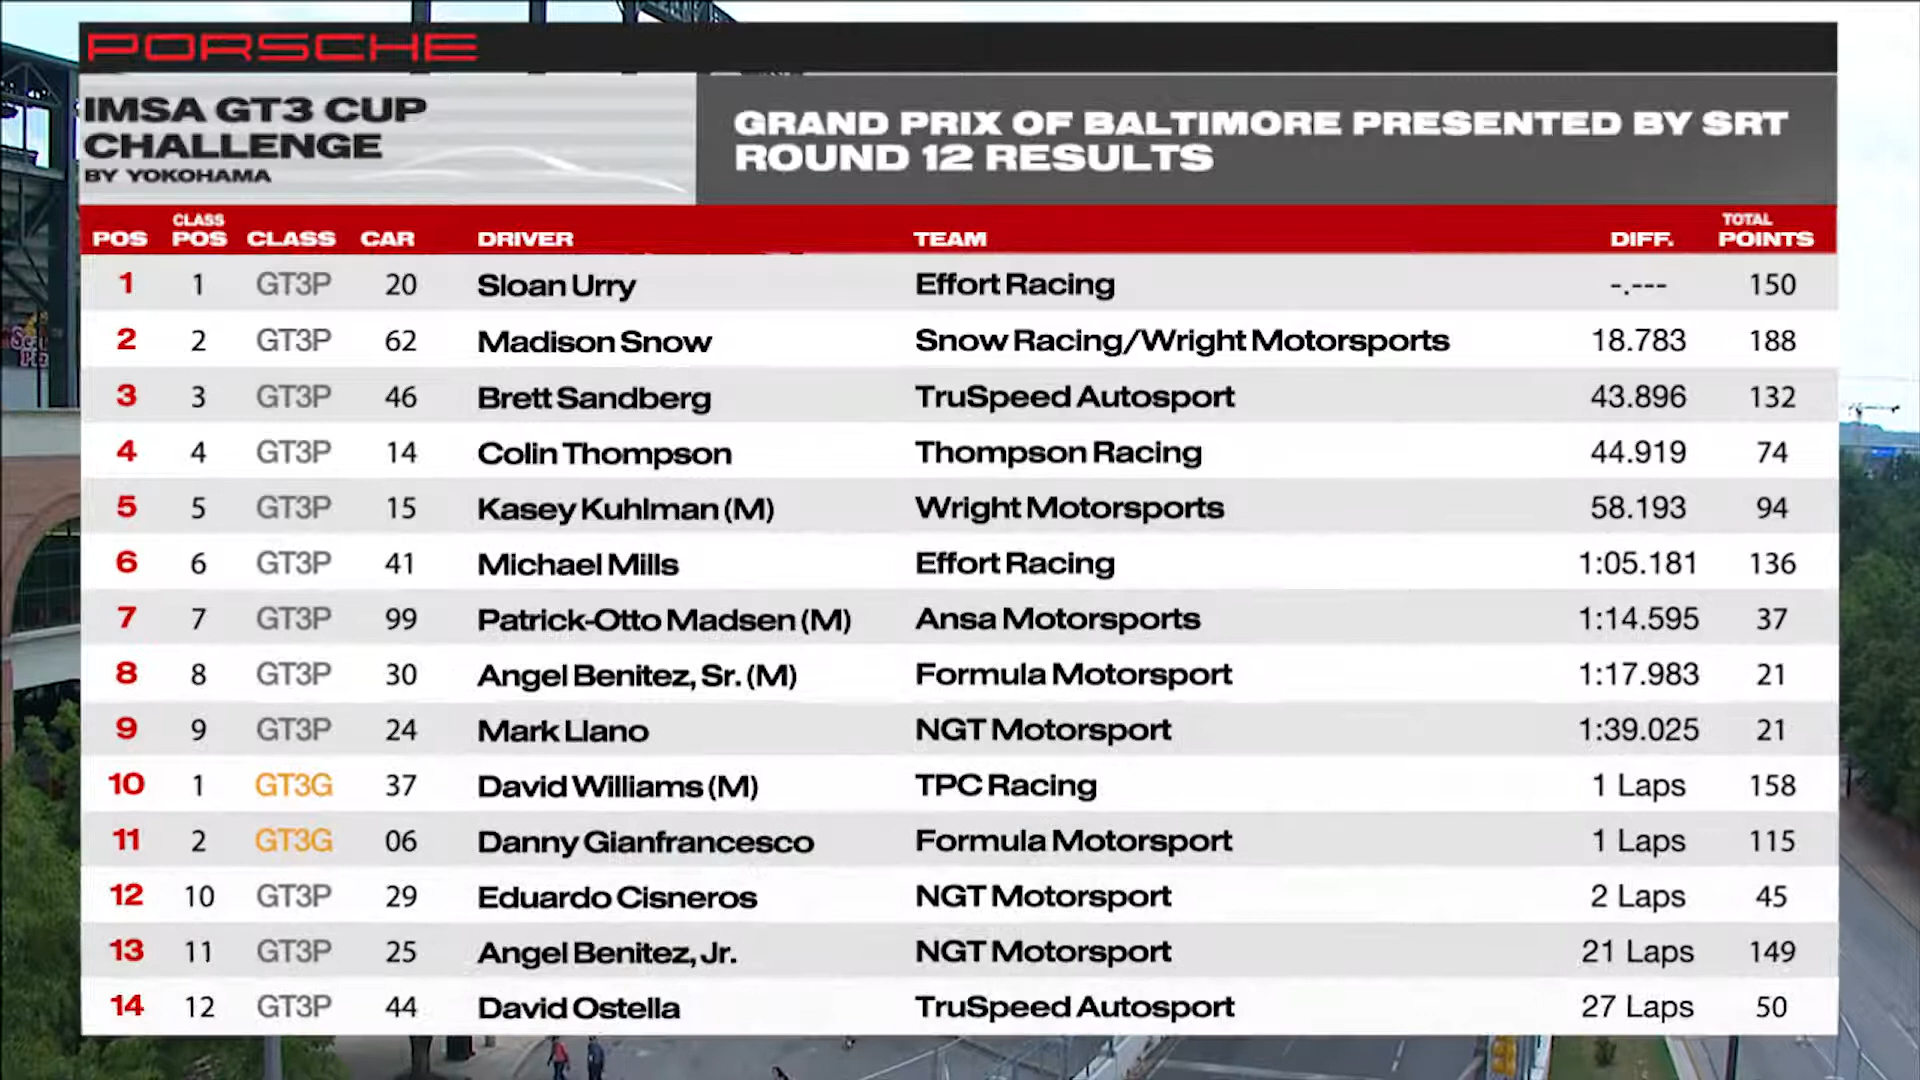 PORSCHE
IMSA GT3 CUP
CHALLENGE
BY YOKOHAMA
GRAND PRIX OF BALTIMORE PRESENTED BY SRT
ROUND 12 RESULTS
POS CLASS POS CLASS CAR DRIVER TEAM DIFF. TOTAL POINTS
1 1 GT3P 20 Sloan Urry Effort Racing -.--- 150
2 2 GT3P 62 Madison Snow Snow Racing/Wright Motorsports 18.783 188
3 3 GT3P 46 Brett Sandberg TruSpeed Autosport 43.896 132
4 4 GT3P 14 Colin Thompson Thompson Racing 44.919 74
5 5 GT3P 15 Kasey Kuhlman (M) Wright Motorsports 58.193 94
6 6 GT3P 41 Michael Mills Effort Racing 1:05.181 136
7 7 GT3P 99 Patrick-Otto Madsen (M) Ansa Motorsports 1:14.595 37
8 8 GT3P 30 Angel Benitez, Sr. (M) Formula Motorsport 1:17.983 21
9 9 GT3P 24 Mark Llano NGT Motorsport 1:39.025 21
10 1 GT3G 37 David Williams (M) TPC Racing 1 Laps 158
11 2 GT3G 06 Danny Gianfrancesco Formula Motorsport 1 Laps 115
12 10 GT3P 29 Eduardo Cisneros NGT Motorsport 2 Laps 45
13 11 GT3P 25 Angel Benitez, Jr. NGT Motorsport 21 Laps 149
14 12 GT3P 44 David Ostella TruSpeed Autosport 27 Laps 50